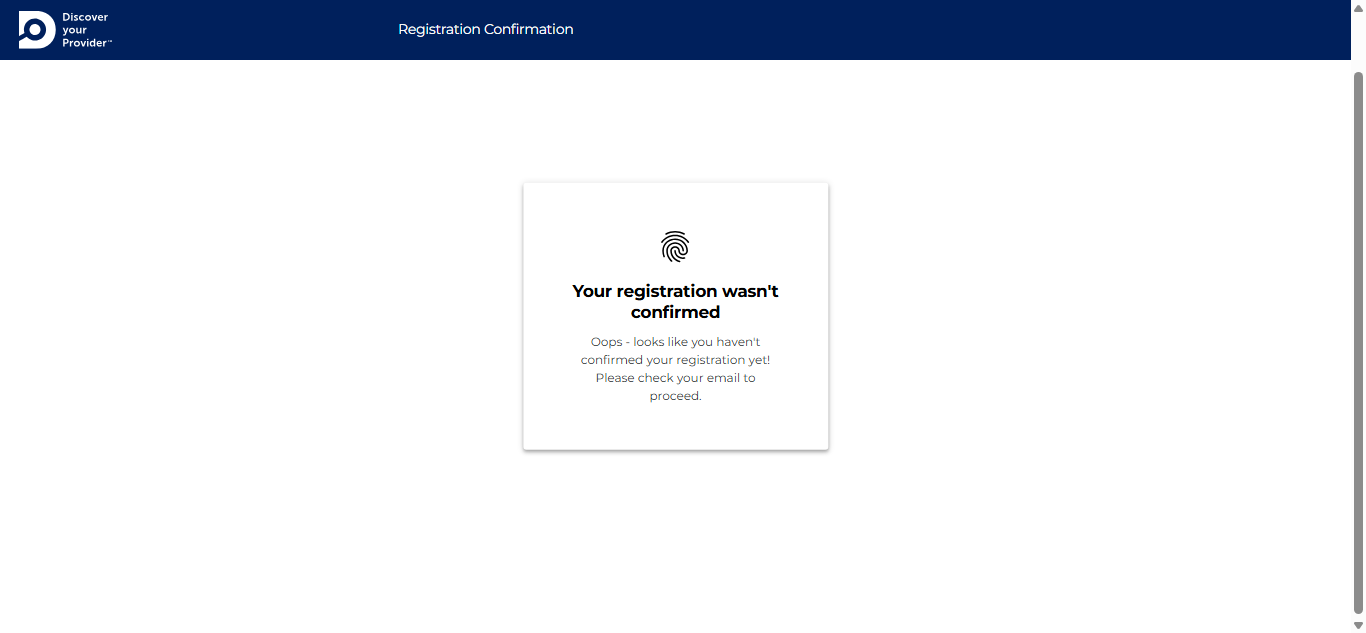 Discover
your
Provider™
Registration Confirmation
Your registration wasn't
confirmed
Oops - looks like you haven't
confirmed your registration yet!
Please check your email to
proceed.